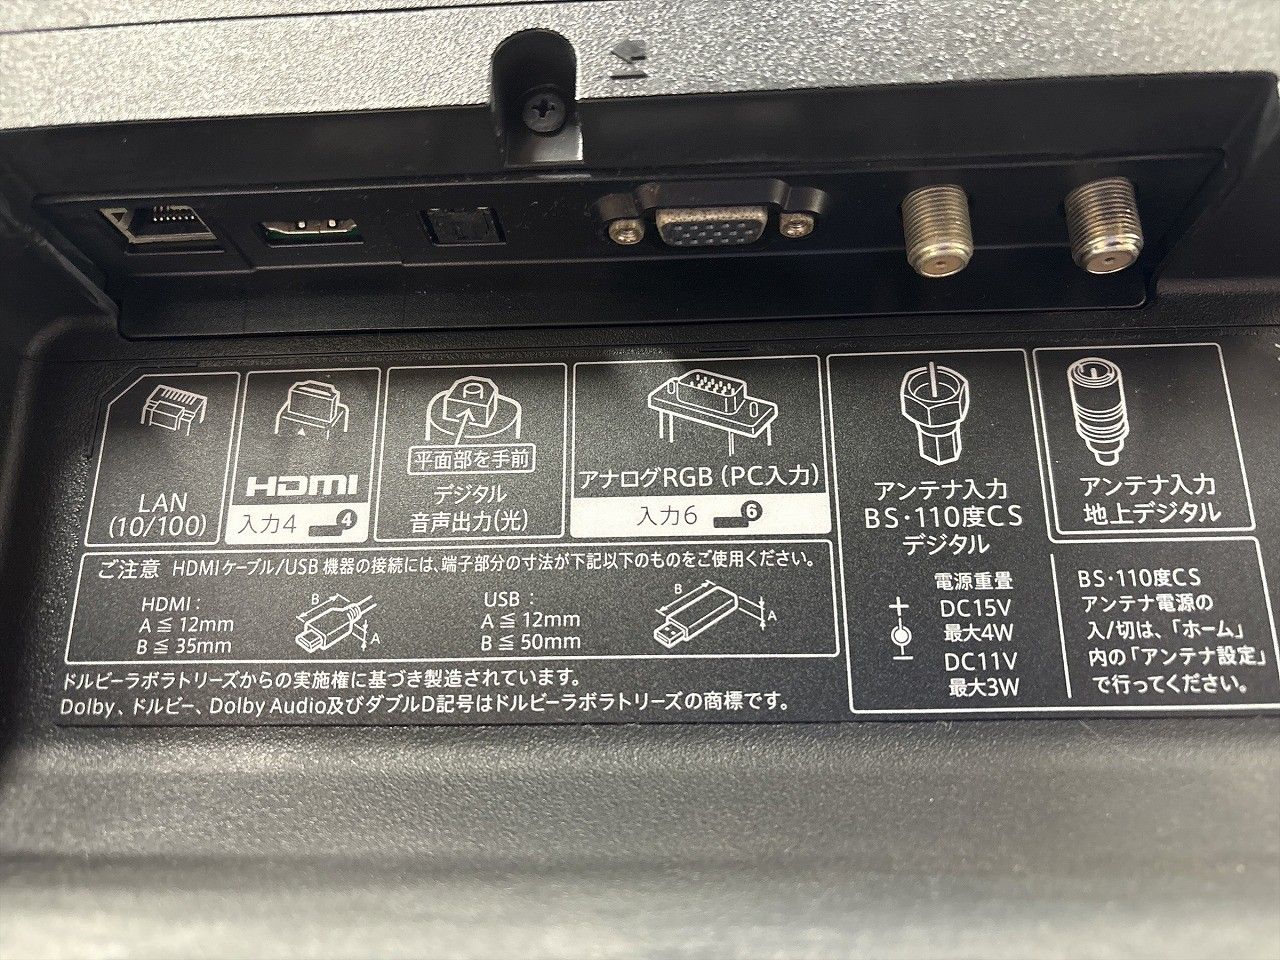 LAN
(10/100)
HDMI
入力4 4
平面部を手前
デジタル
音声出力(光)
アナログRGB(PC入力)
入力6 6
アンテナ入力
BS・110度CS
デジタル
アンテナ入力
地上デジタル
ご注意 HDMIケーブル/USB機器の接続には、端子部分の寸法が下記以下のものをご使用ください。
HDMI:
A≦12mm
B≦35mm
B
A
USB :
A≦12mm
B≦50mm
B
A
電源重畳
DC15V
最大4W
DC11V
最大3W
BS・110度CS
アンテナ電源の
入/切は、「ホーム」
内の「アンテナ設定」
で行ってください。
ドルビーラボラトリーズからの実施権に基づき製造されています。
Dolby、ドルビー、Dolby Audio及びダブルD記号はドルビーラボラトリーズの商標です。